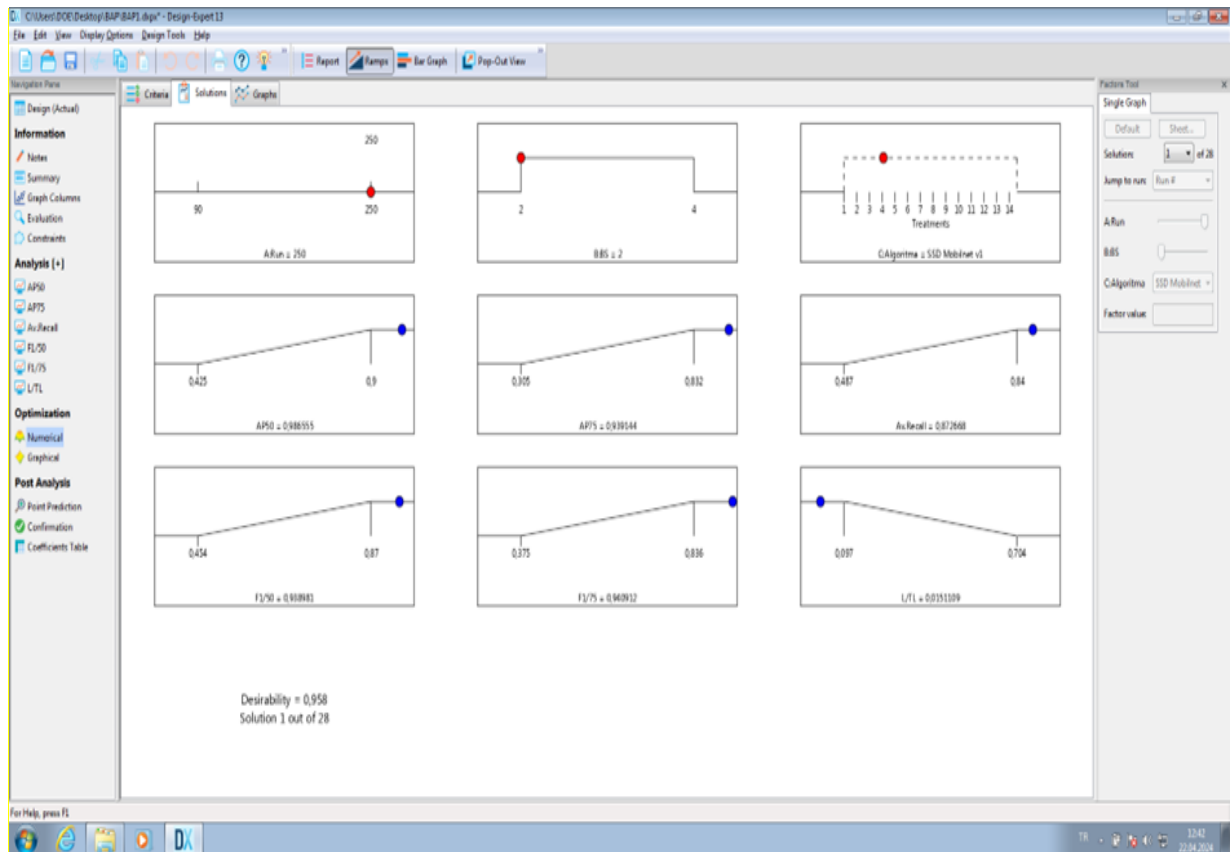 C:\Users\DOE\Desktop\BAP\BAP1.dxpx* - Design-Expert 13
File Edit View Display Options Design Tools Help
Report Ramps Bar Graph Pop-Out View
Navigation Pane
Design (Actual)
Information
Notes
Summary
Graph Columns
Evaluation
Constraints
Analysis [+]
AP50
AP75
Av.Recall
F1/50
F1/75
L/TL
Optimization
Numerical
Graphical
Post Analysis
Point Prediction
Confirmation
Coefficients Table
Criteria Solutions Graphs
250
90 250
A:Run = 250
2 4
B:BS = 2
1 2 3 4 5 6 7 8 9 10 11 12 13 14
Treatments
C:Algoritma = SSD Mobilnet v1
0,425 0,9
AP50 = 0,986555
0,305 0,832
AP75 = 0,939144
0,487 0,84
Av.Recall = 0,872668
0,454 0,87
F1/50 = 0,938981
0,375 0,836
F1/75 = 0,940912
0,097 0,704
L/TL = 0,0151109
Desirability = 0,958
Solution 1 out of 28
Factors Tool
Single Graph
Default Sheet...
Solution: 1 of 28
Jump to run: Run #
A:Run
B:BS
C:Algoritma SSD Mobilnet
Factor value:
For Help, press F1
DX
TR
12:42
22.04.2024